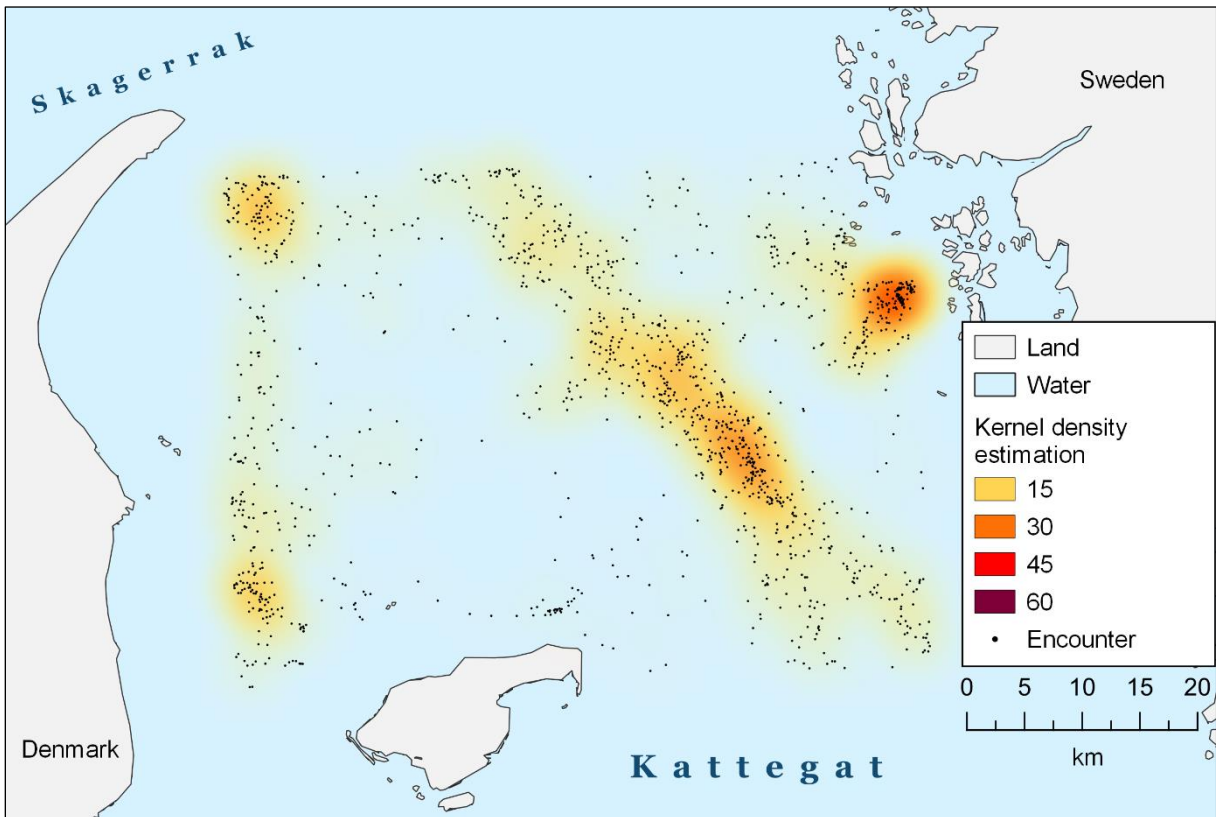 Skagerrak
Sweden
Land
Water
Kernel density
estimation
15
30
45
60
Encounter
0 5 10 15 20
km
Denmark
Kattegat